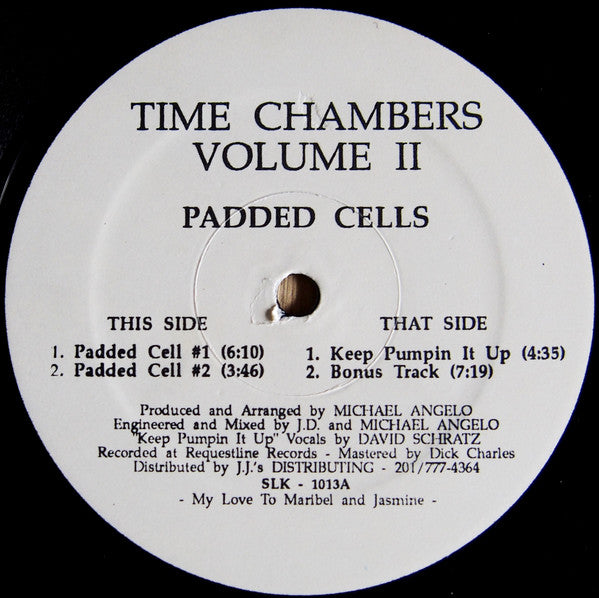 TIME CHAMBERS
VOLUME II
PADDED CELLS
THIS SIDE
1. Padded Cell #1 (6:10)
2. Padded Cell #2 (3:46)
THAT SIDE
1. Keep Pumpin It Up (4:35)
2. Bonus Track (7:19)
Produced and Arranged by MICHAEL ANGELO
Engineered and Mixed by J.D. and MICHAEL ANGELO
"Keep Pumpin It Up" Vocals by DAVID SCHRATZ
Recorded at Requestline Records - Mastered by Dick Charles
Distributed by J.J.'s DISTRIBUTING - 201/777-4364
SLK - 1013A
- My Love To Maribel and Jasmine -